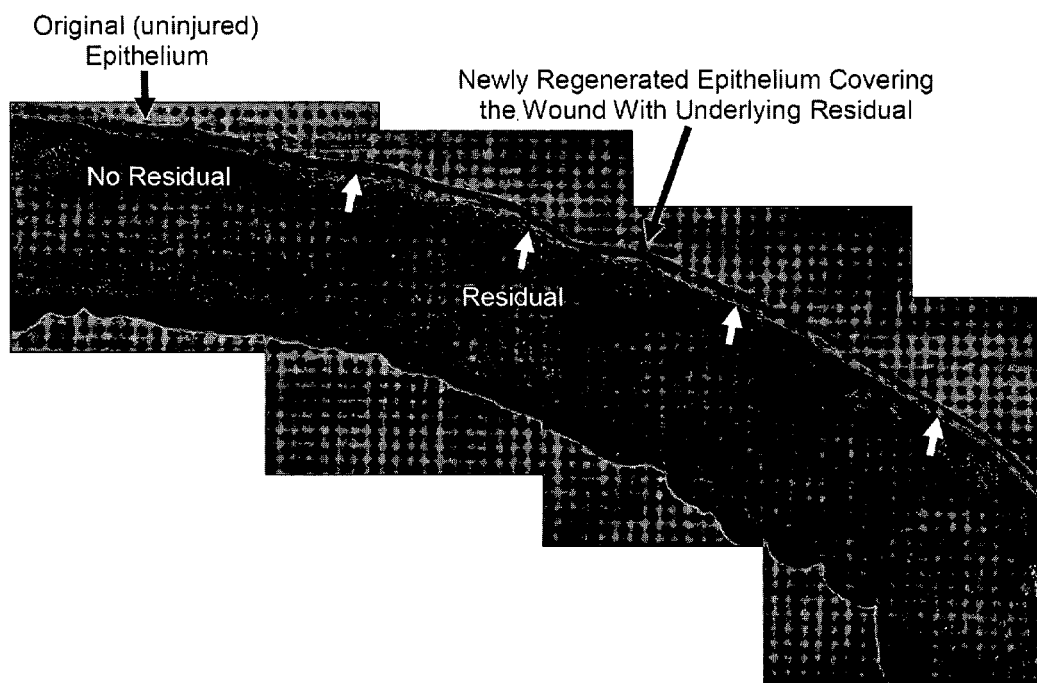 Original (uninjured)
Epithelium
Newly Regenerated Epithelium Covering
the Wound With Underlying Residual
No Residual
Residual